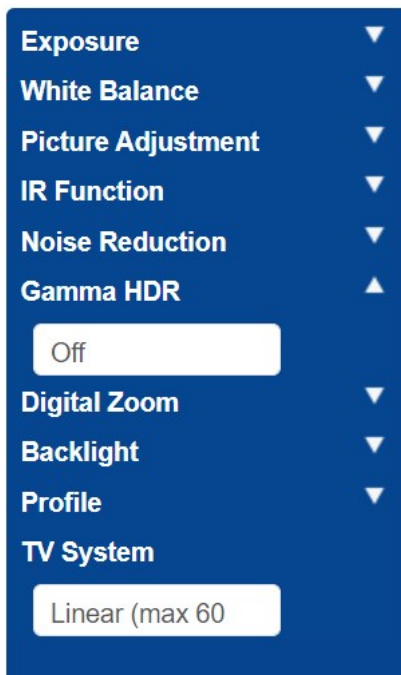 Exposure
White Balance
Picture Adjustment
IR Function
Noise Reduction
Gamma HDR
Off
Digital Zoom
Backlight
Profile
TV System
Linear (max 60